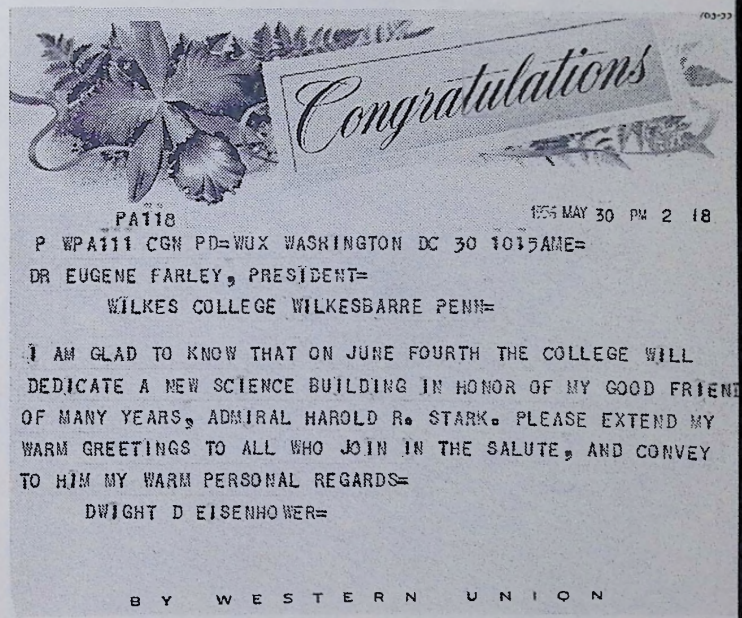 Congratulations
PA118
1956 MAY 30 PM 2 18
P WPA111 CGN PD=WUX WASHINGTON DC 30 1015AME=
DR EUGENE FARLEY, PRESIDENT=
WILKES COLLEGE WILKESBARRE PENN=
I AM GLAD TO KNOW THAT ON JUNE FOURTH THE COLLEGE WILL
DEDICATE A NEW SCIENCE BUILDING IN HONOR OF MY GOOD FRIEND
OF MANY YEARS, ADMIRAL HAROLD R. STARK. PLEASE EXTEND MY
WARM GREETINGS TO ALL WHO JOIN IN THE SALUTE, AND CONVEY
TO HIM MY WARM PERSONAL REGARDS=
DWIGHT D EISENHOWER=
BY WESTERN UNION